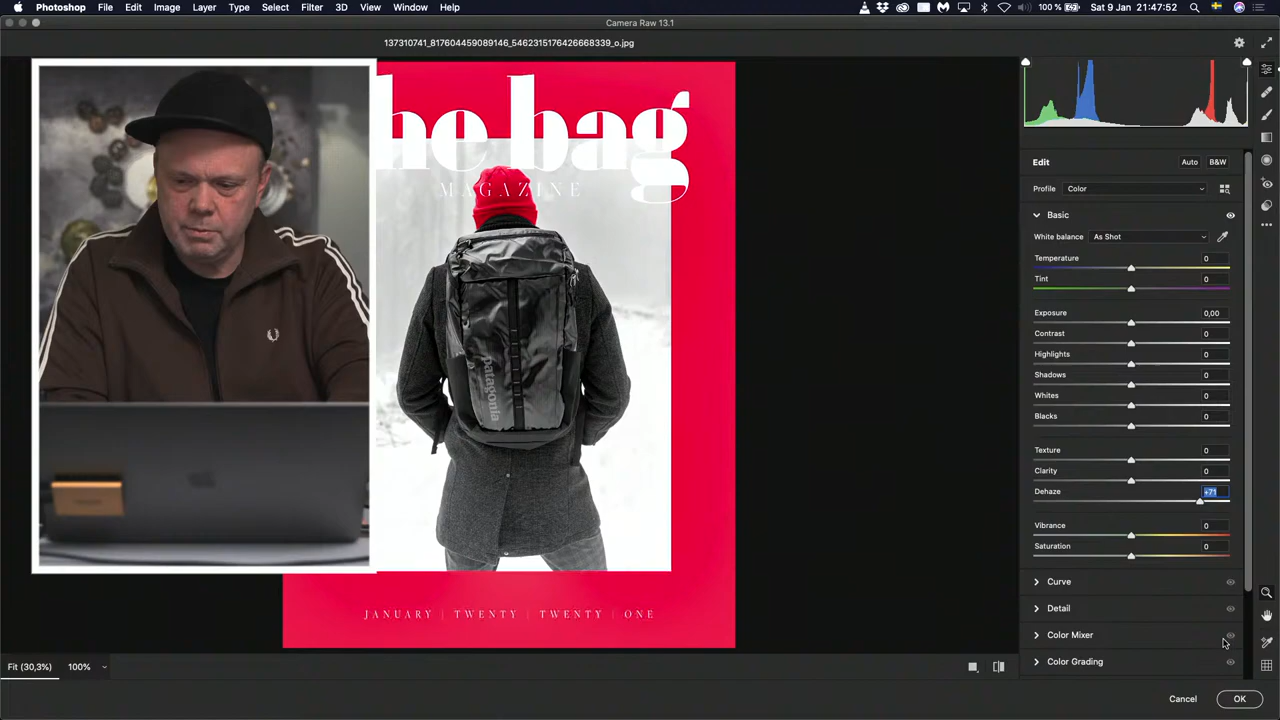 Photoshop File Edit Image Layer Type Select Filter 3D View Window Help 100 % Sat 9 Jan 21:47:52
Camera Raw 13.1
137310741_817604459089146_5462315176426668339_o.jpg
he bag
MAGAZINE
patagonia
JANUARY | TWENTY | TWENTY | ONE
Fit (30,3%) 100%
Edit Auto B&W
Profile Color
Basic
White balance As Shot
Temperature 0
Tint 0
Exposure 0,00
Contrast 0
Highlights 0
Shadows 0
Whites 0
Blacks 0
Texture 0
Clarity 0
Dehaze +71
Vibrance 0
Saturation 0
Curve
Detail
Color Mixer
Color Grading
Cancel OK